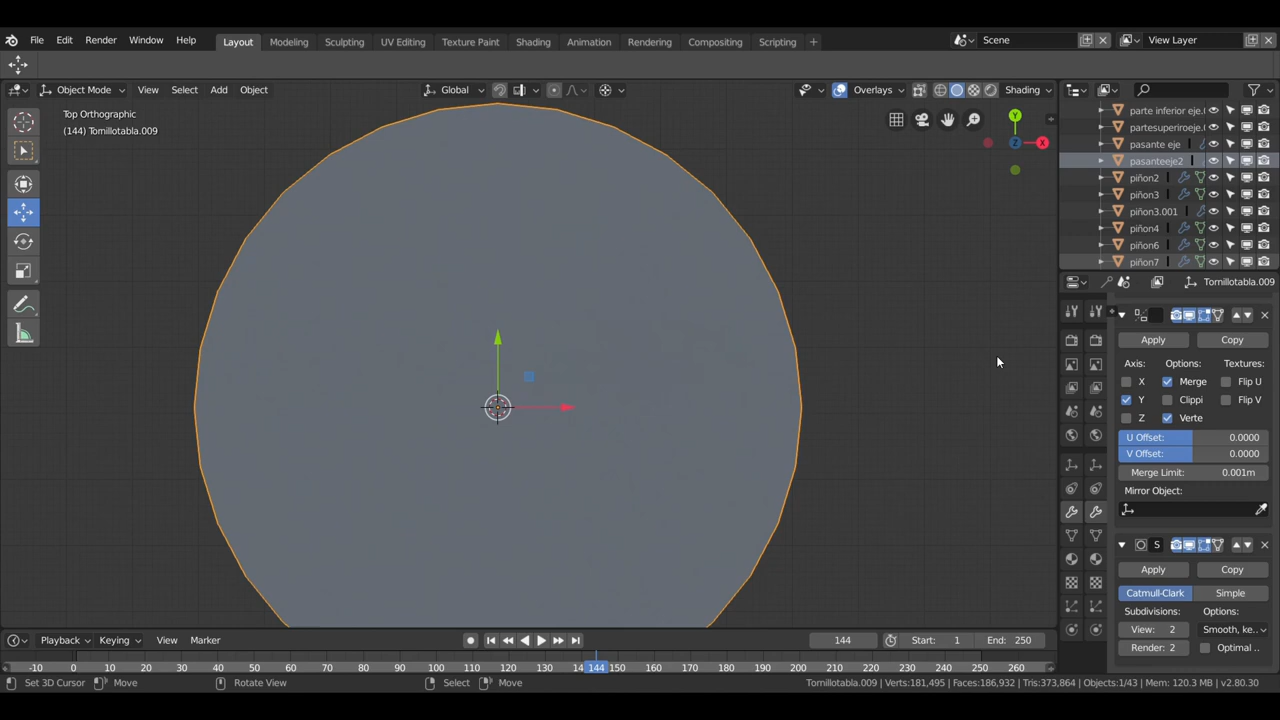 File Edit Render Window Help Layout Modeling Sculpting UV Editing Texture Paint Shading Animation Rendering Compositing Scripting + Scene View Layer
Object Mode View Select Add Object Global Overlays Shading
Top Orthographic
(144) Tornillotabla.009
Y
X
Z
parte inferior eje.(
partesuperiroeje.(
pasante eje
pasanteeje2
piñon2
piñon3
piñon3.001
piñon4
piñon6
piñon7
Tornillotabla.009
Apply Copy
Axis: Options: Textures:
X Merge Flip U
Y Clippi Flip V
Z Verte
U Offset: 0.0000
V Offset: 0.0000
Merge Limit: 0.001m
Mirror Object:
S
Apply Copy
Catmull-Clark Simple
Subdivisions: Options:
View: 2 Smooth, ke..
Render: 2 Optimal ..
Playback Keying View Marker 144 Start: 1 End: 250
-10 0 10 20 30 40 50 60 70 80 90 100 110 120 130 14 144 150 160 170 180 190 200 210 220 230 240 250 260
Set 3D Cursor Move Rotate View Select Move Tornillotabla.009 | Verts:181,495 | Faces:186,932 | Tris:373,864 | Objects:1/43 | Mem: 120.3 MB | v2.80.30